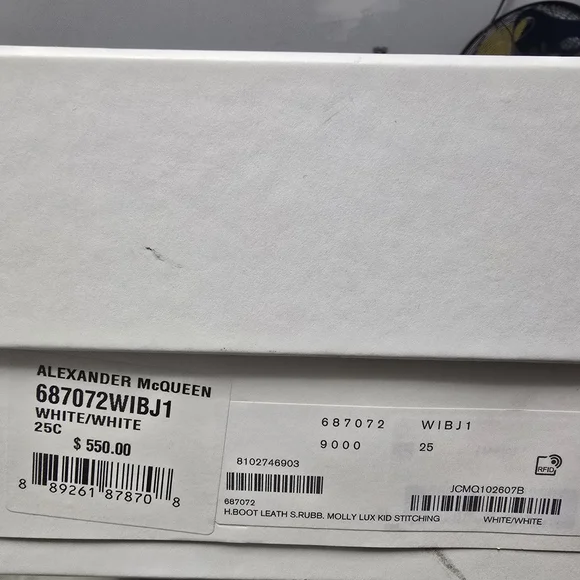 ALEXANDER McQUEEN
687072WIBJ1
WHITE/WHITE
25C
$ 550.00
8 89261 87870 8
687072 WIBJ1
9000 25
8102746903
RFID
JCMQ102607B
687072
H.BOOT LEATH S.RUBB. MOLLY LUX KID STITCHING
WHITE/WHITE